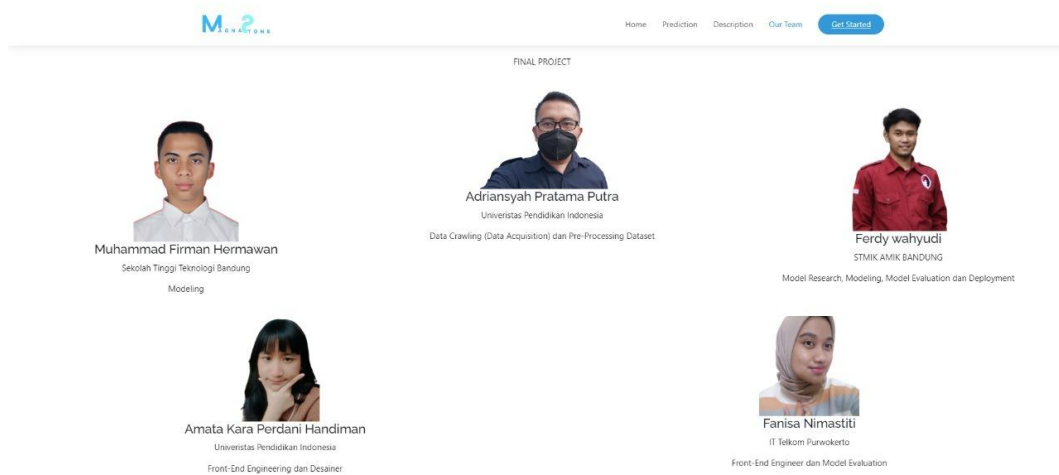 MAGNA2TONE
Home Prediction Description Our Team Get Started
FINAL PROJECT
Muhammad Firman Hermawan
Sekolah Tinggi Teknologi Bandung
Modeling
Adriansyah Pratama Putra
Univeristas Pendidikan Indonesia
Data Crawling (Data Acquisition) dan Pre-Processing Dataset
Ferdy wahyudi
STMIK AMIK BANDUNG
Model Research, Modeling, Model Evaluation dan Deployment
Amata Kara Perdani Handiman
Univeristas Pendidikan Indonesia
Front-End Engineering dan Desainer
Fanisa Nimastiti
IT Telkom Purwokerto
Front-End Engineer dan Model Evaluation